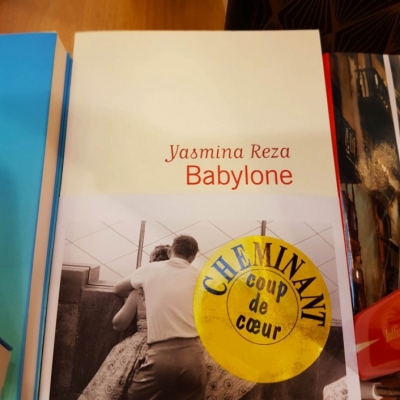 Yasmina Reza
Babylone
CHEMINANT
coup
de
cœur